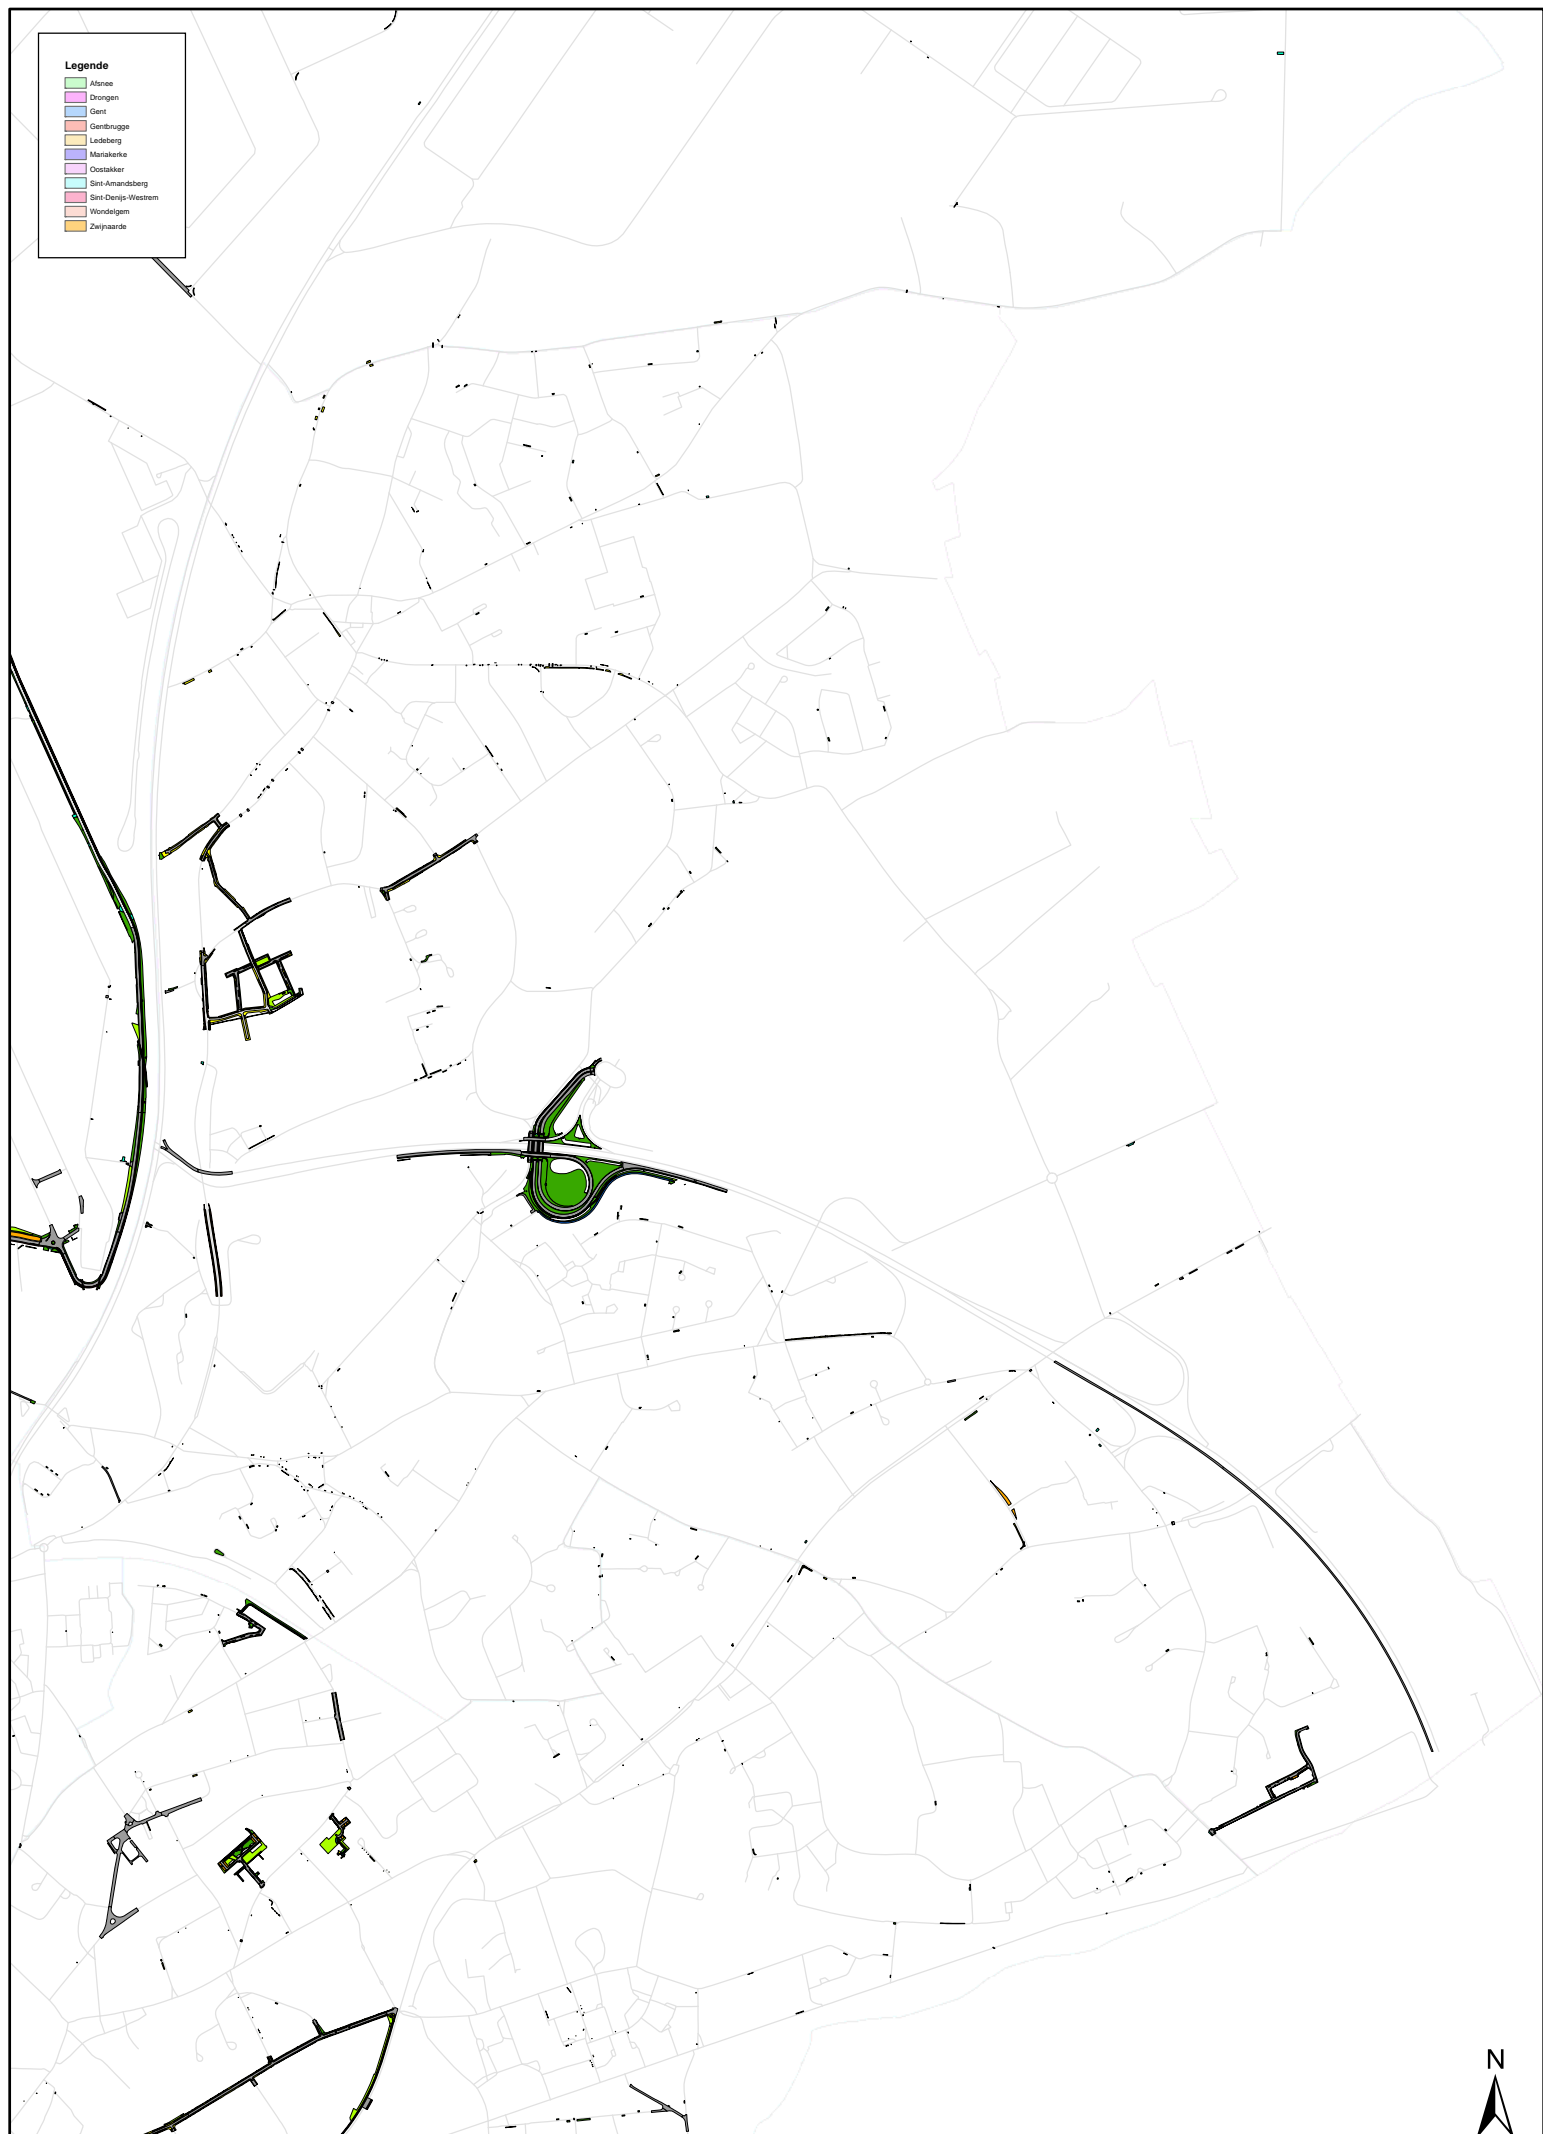 Legende
Afsnee
Drongen
Gent
Gentbrugge
Ledeberg
Mariakerke
Oostakker
Sint-Amandsberg
Sint-Denijs-Westrem
Wondelgem
Zwijnaarde
N